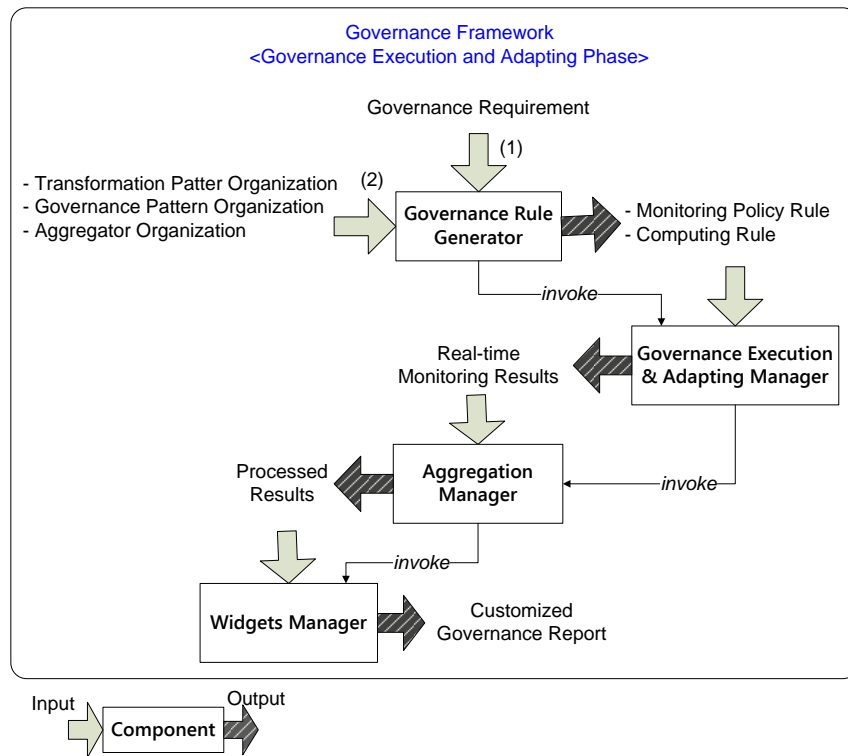 Governance Framework
<Governance Execution and Adapting Phase>
Governance Requirement
(1)
(2)
- Transformation Patter Organization
- Governance Pattern Organization
- Aggregator Organization
Governance Rule
Generator
- Monitoring Policy Rule
- Computing Rule
invoke
Governance Execution
& Adapting Manager
Real-time
Monitoring Results
Aggregation
Manager
invoke
Processed
Results
invoke
Widgets Manager
Customized
Governance Report
Input
Component
Output